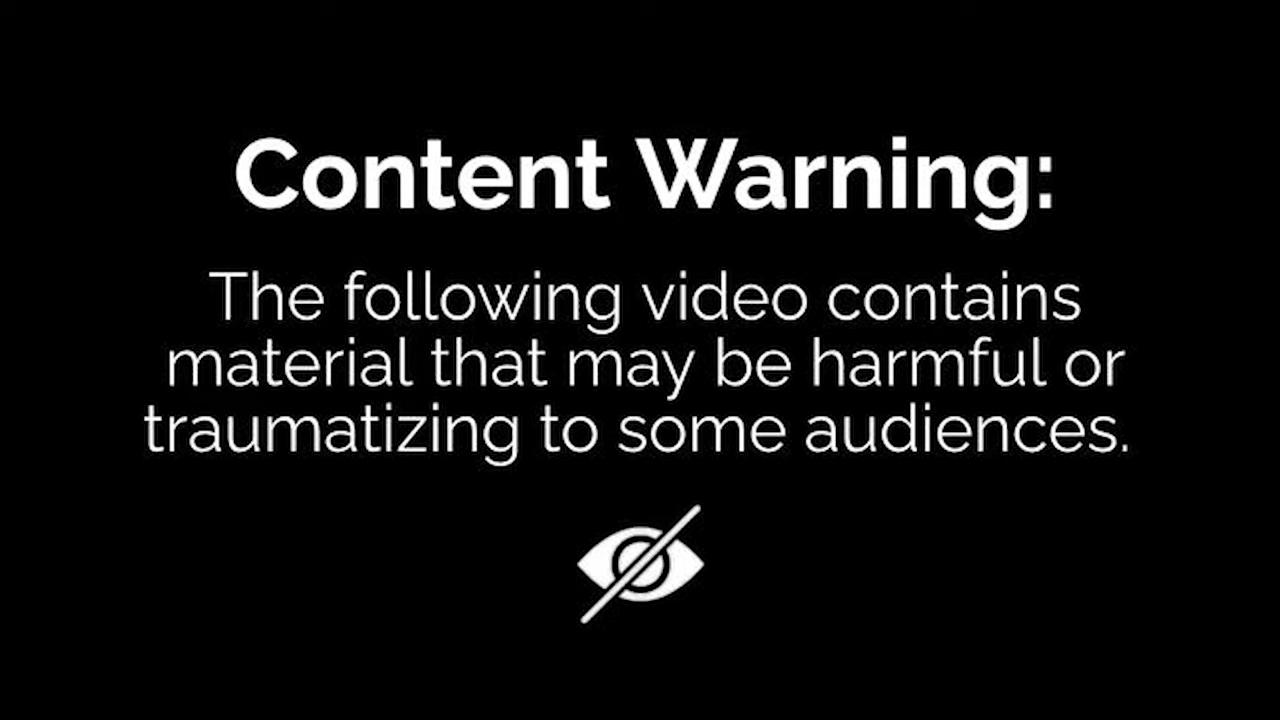 Content Warning:
The following video contains
material that may be harmful or
traumatizing to some audiences.